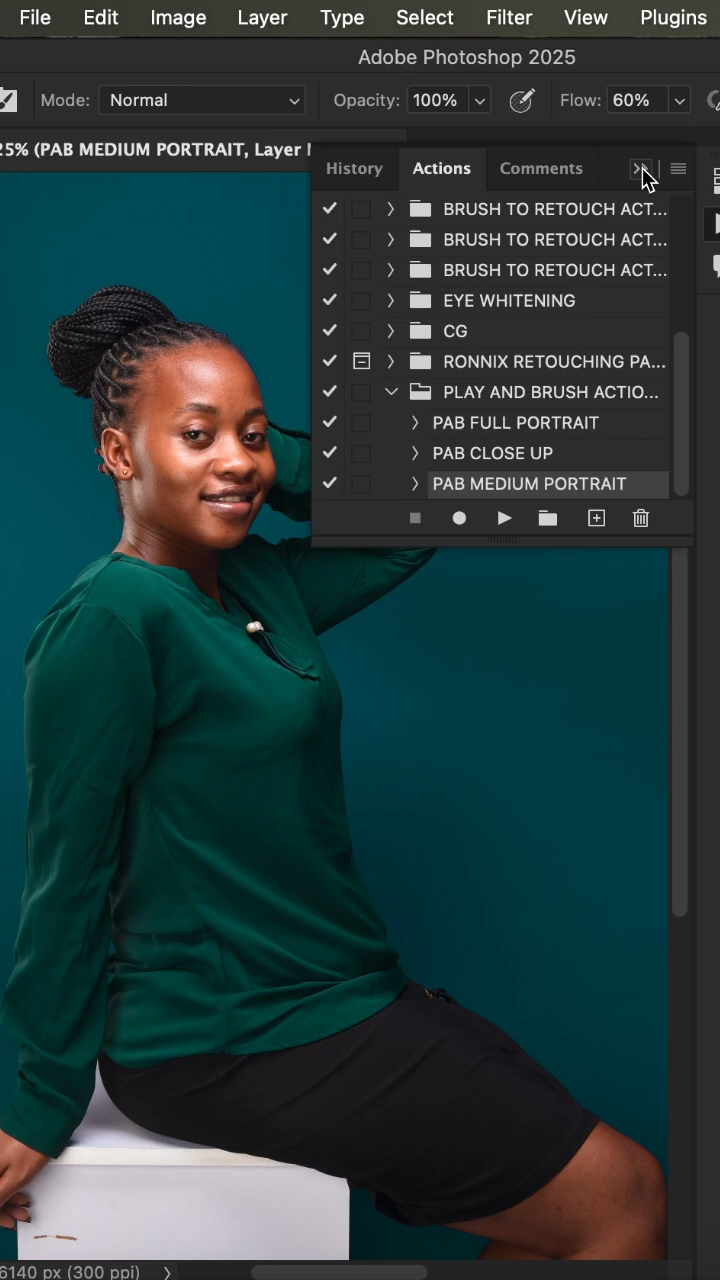 File Edit Image Layer Type Select Filter View Plugins
Adobe Photoshop 2025
Mode: Normal Opacity: 100% Flow: 60%
25% (PAB MEDIUM PORTRAIT, Layer
History Actions Comments
BRUSH TO RETOUCH ACT...
BRUSH TO RETOUCH ACT...
BRUSH TO RETOUCH ACT...
EYE WHITENING
CG
RONNIX RETOUCHING PA...
PLAY AND BRUSH ACTIO...
PAB FULL PORTRAIT
PAB CLOSE UP
PAB MEDIUM PORTRAIT
6140 px (300 ppi)